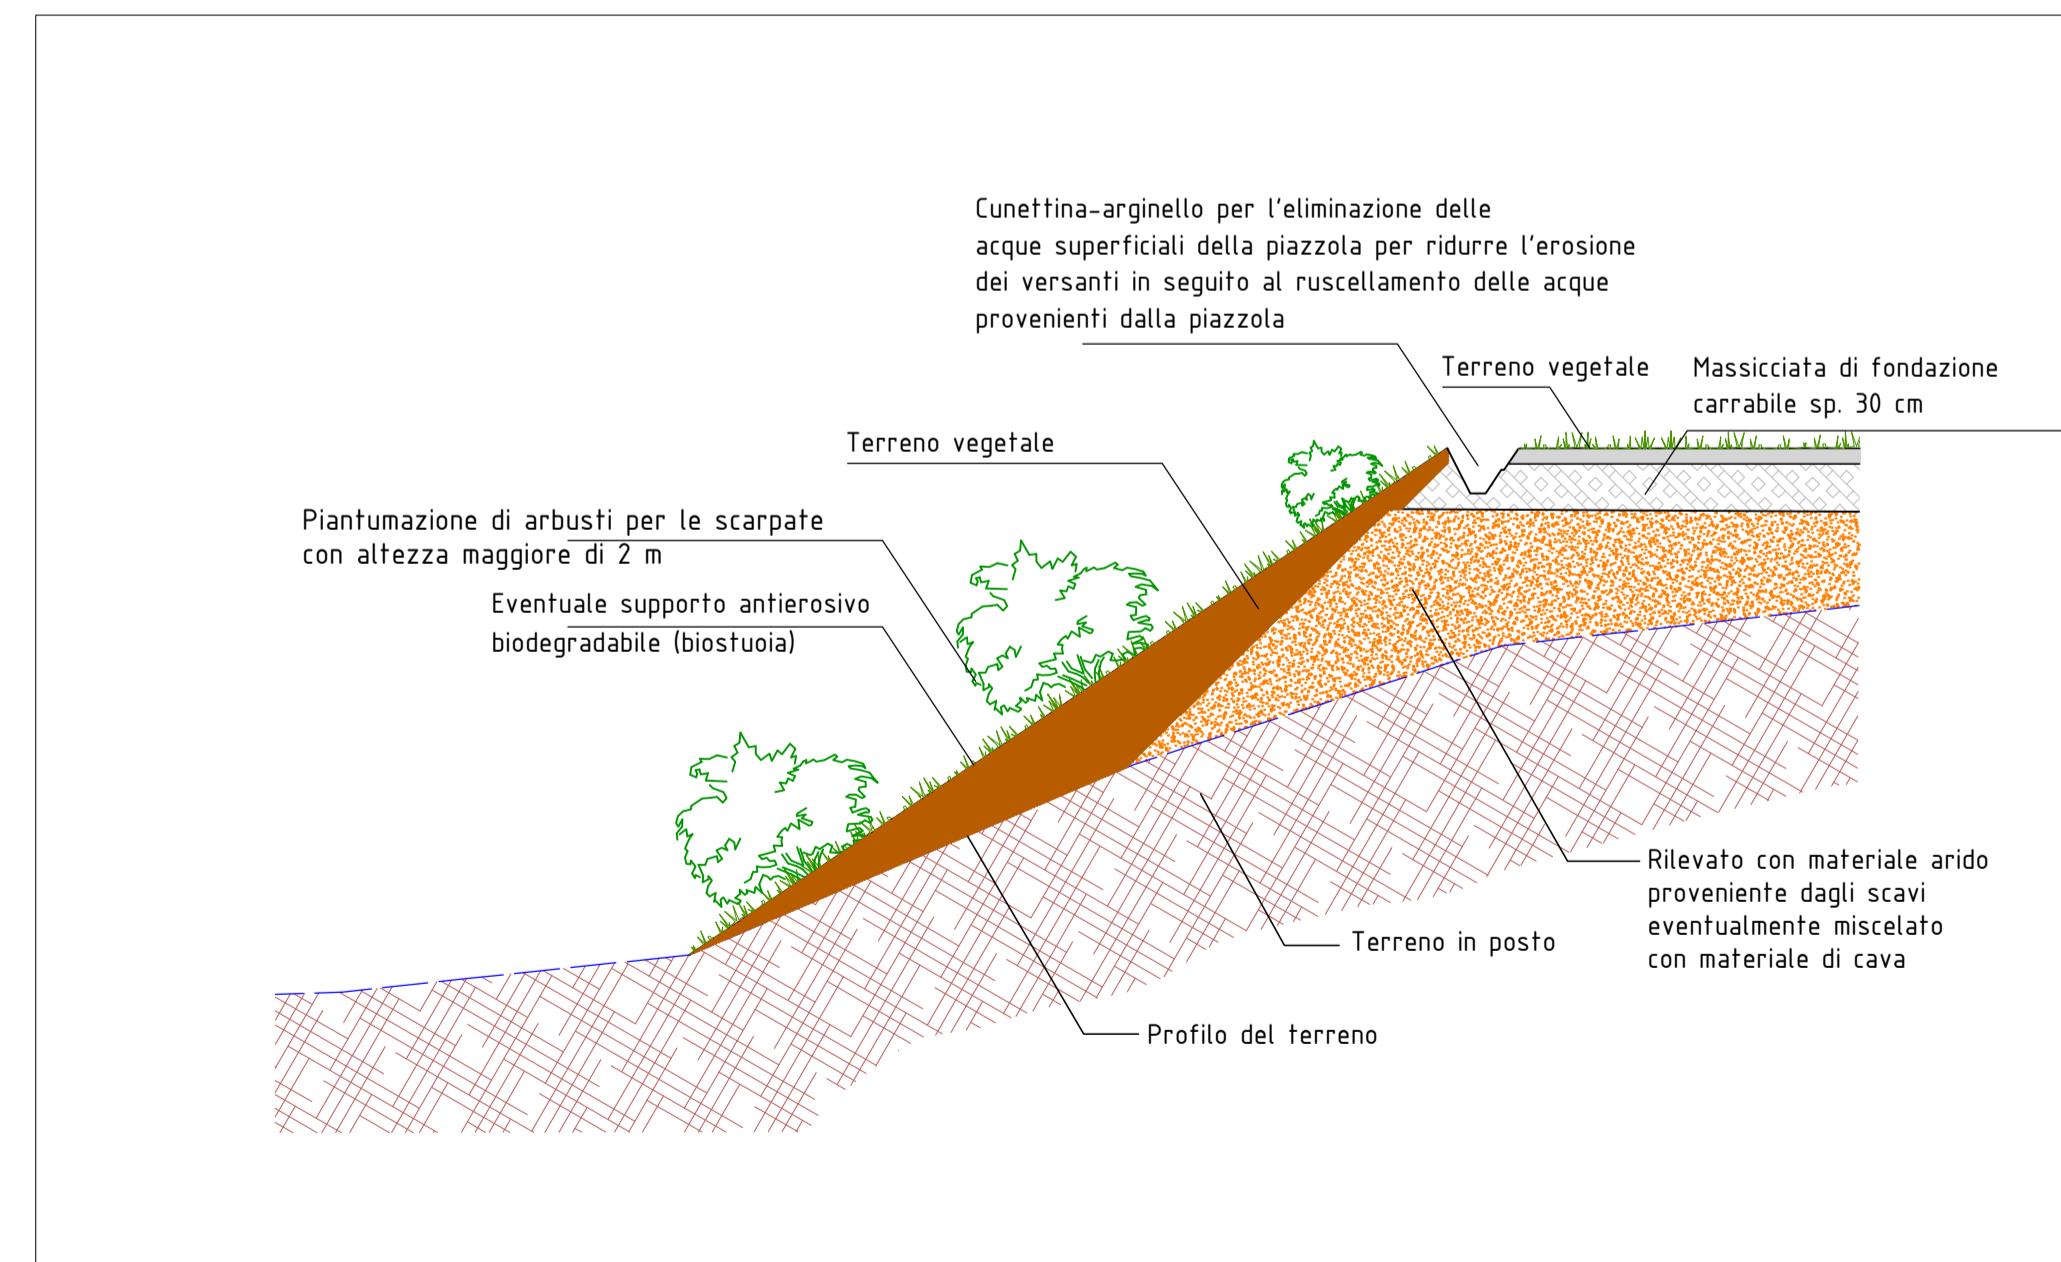 Cunettina-arginello per l'eliminazione delle
acque superficiali della piazzola per ridurre l'erosione
dei versanti in seguito al ruscellamento delle acque
provenienti dalla piazzola
Terreno vegetale
Massicciata di fondazione
carrabile sp. 30 cm
Terreno vegetale
Piantumazione di arbusti per le scarpate
con altezza maggiore di 2 m
Eventuale supporto antierosivo
biodegradabile (biostuoia)
Rilevato con materiale arido
proveniente dagli scavi
eventualmente miscelato
con materiale di cava
Terreno in posto
Profilo del terreno